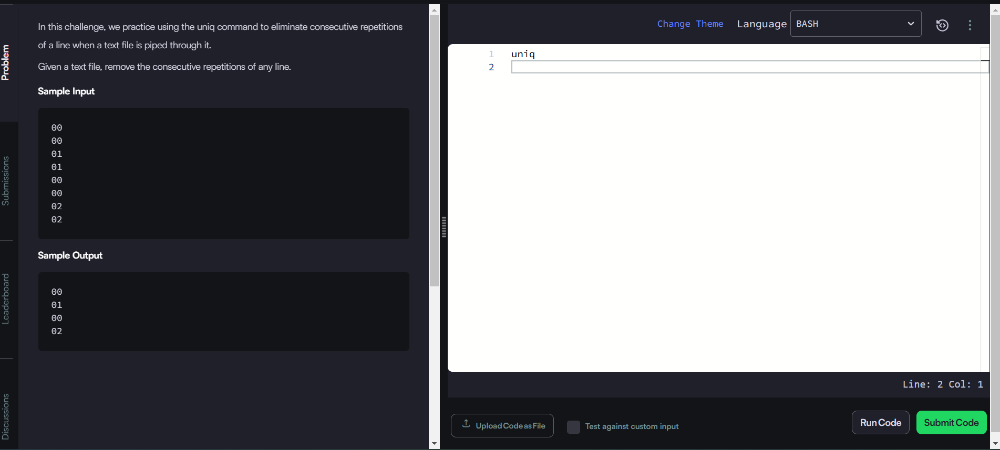 Problem
Submissions
Leaderboard
Discussions
In this challenge, we practice using the uniq command to eliminate consecutive repetitions
of a line when a text file is piped through it.
Given a text file, remove the consecutive repetitions of any line.
Sample Input
00
00
01
01
00
00
02
02
Sample Output
00
01
00
02
Change Theme Language BASH
1 uniq
2
Line: 2 Col: 1
Upload Code as File Test against custom input Run Code Submit Code